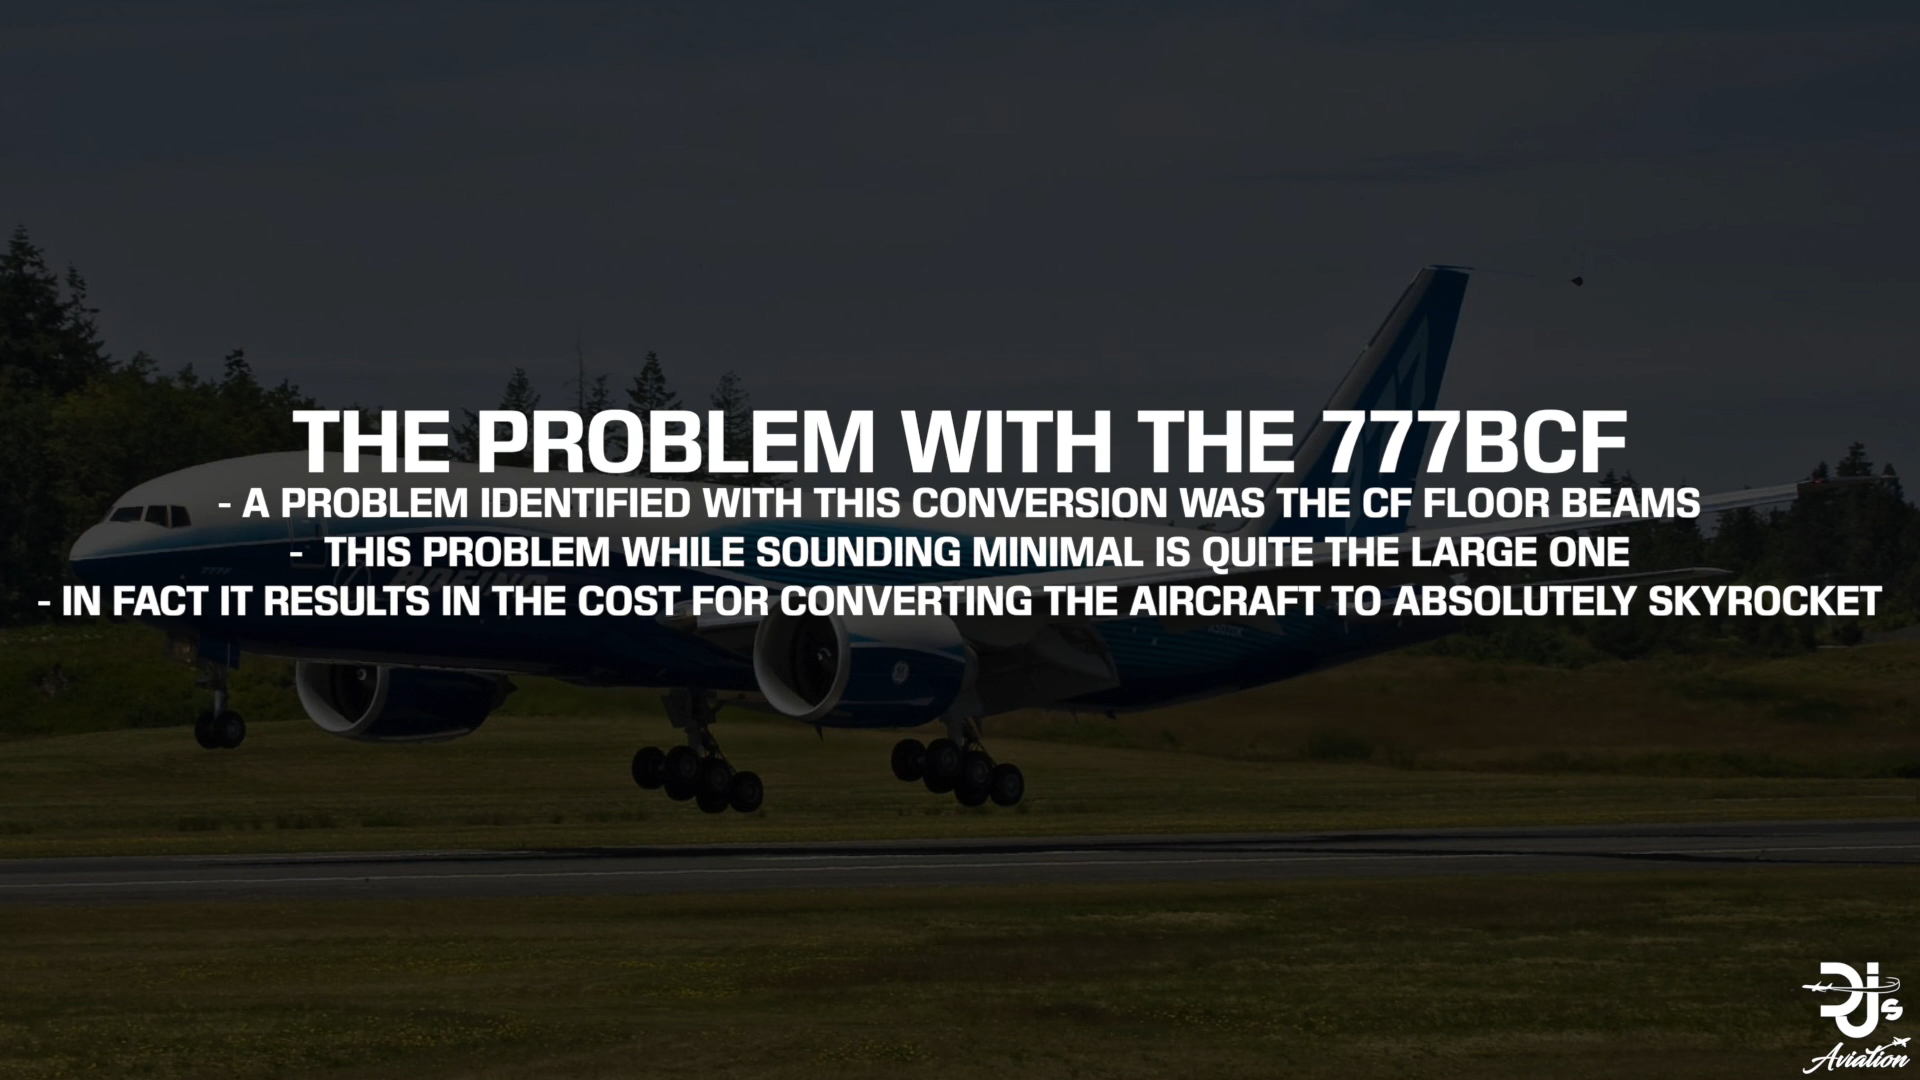 THE PROBLEM WITH THE 777BCF
- A PROBLEM IDENTIFIED WITH THIS CONVERSION WAS THE CF FLOOR BEAMS
- THIS PROBLEM WHILE SOUNDING MINIMAL IS QUITE THE LARGE ONE
- IN FACT IT RESULTS IN THE COST FOR CONVERTING THE AIRCRAFT TO ABSOLUTELY SKYROCKET
DJs
Aviation